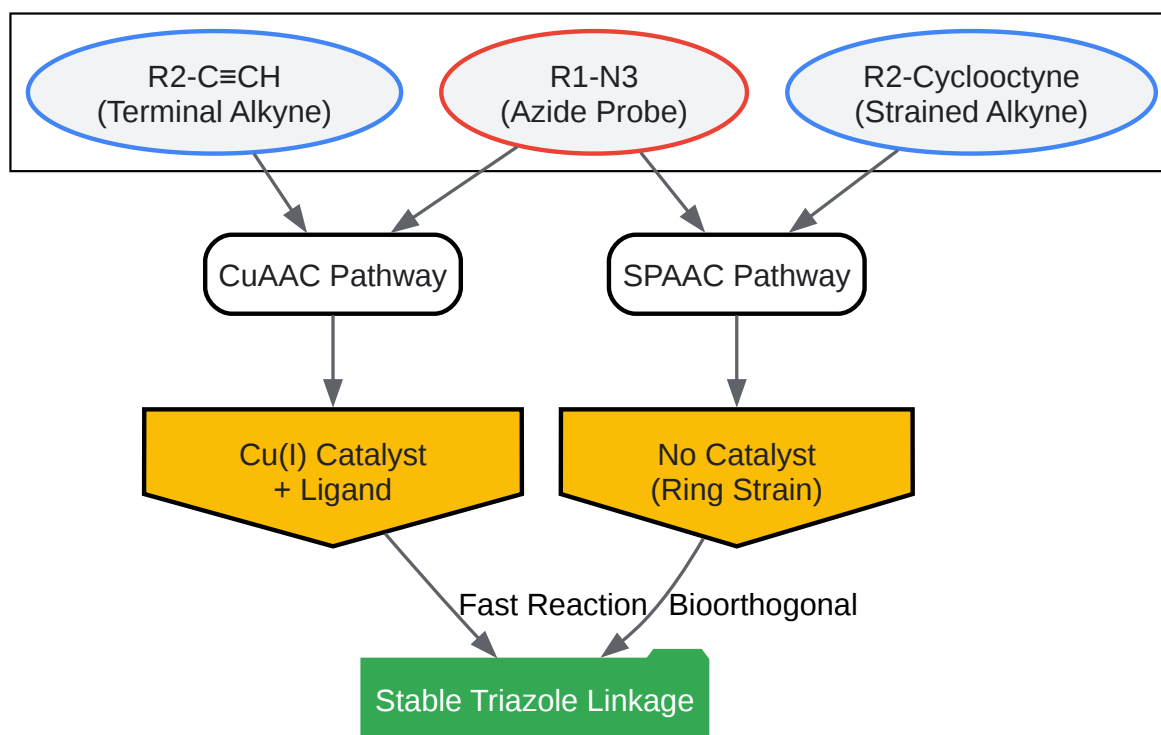 R2-C≡CH
(Terminal Alkyne)
R1-N3
(Azide Probe)
R2-Cyclooctyne
(Strained Alkyne)
CuAAC Pathway
SPAAC Pathway
Cu(I) Catalyst
+ Ligand
No Catalyst
(Ring Strain)
Fast Reaction
Bioorthogonal
Stable Triazole Linkage